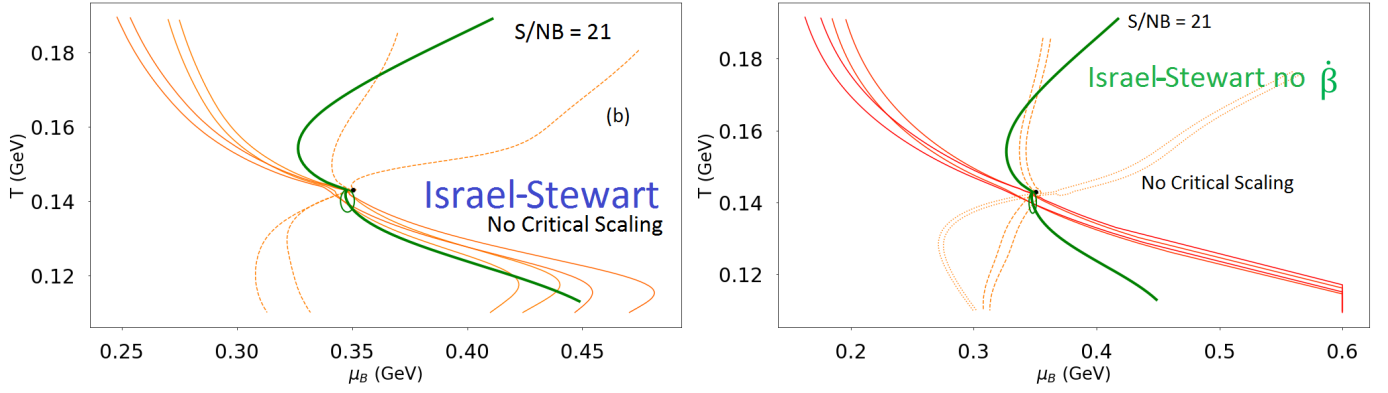 S/NB = 21
0.18
0.16
0.14
0.12
T (GeV)
(b)
Israel-Stewart
No Critical Scaling
0.25
0.30
0.35
0.40
0.45
μB (GeV)
S/NB = 21
0.18
0.16
0.14
0.12
T (GeV)
Israel-Stewart no β̇
No Critical Scaling
0.2
0.3
0.4
0.5
0.6
μB (GeV)